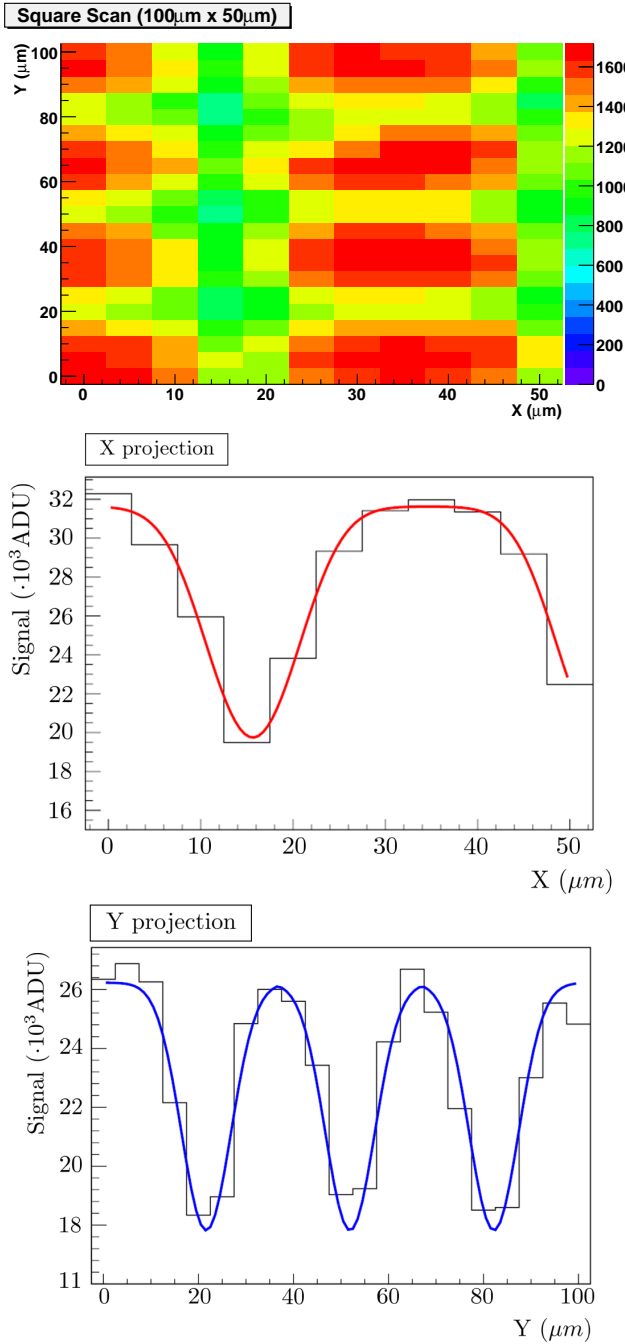 Square Scan (100μm x 50μm)
Y (μm)
100
80
60
40
20
0
0 10 20 30 40 50
X (μm)
1600
1400
1200
1000
800
600
400
200
0
X projection
Signal (·10³ADU)
32
30
28
26
24
22
20
18
16
0 10 20 30 40 50
X (μm)
Y projection
Signal (·10³ADU)
26
24
22
20
18
11
0 20 40 60 80 100
Y (μm)